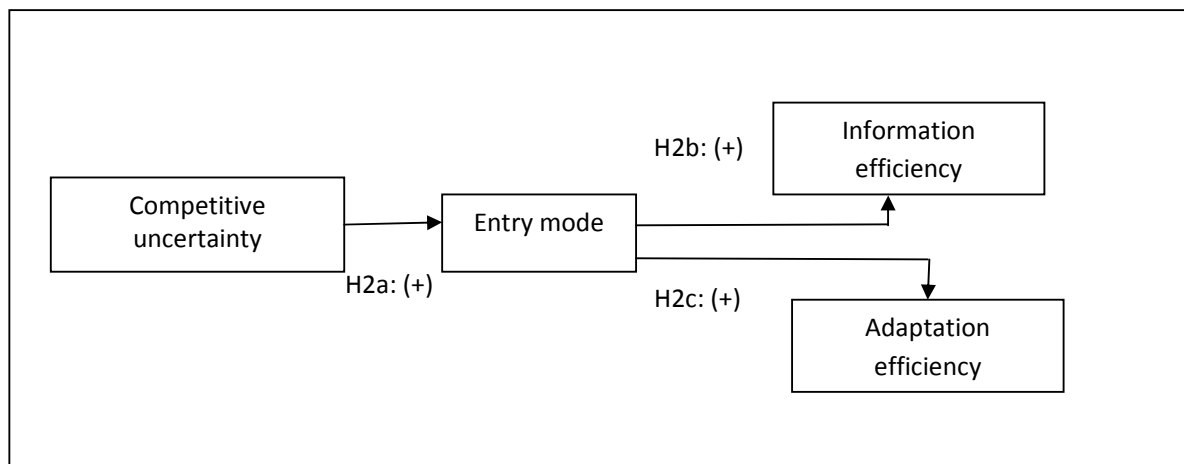 Competitive
uncertainty
H2a: (+)
Entry mode
H2b: (+)
Information
efficiency
H2c: (+)
Adaptation
efficiency